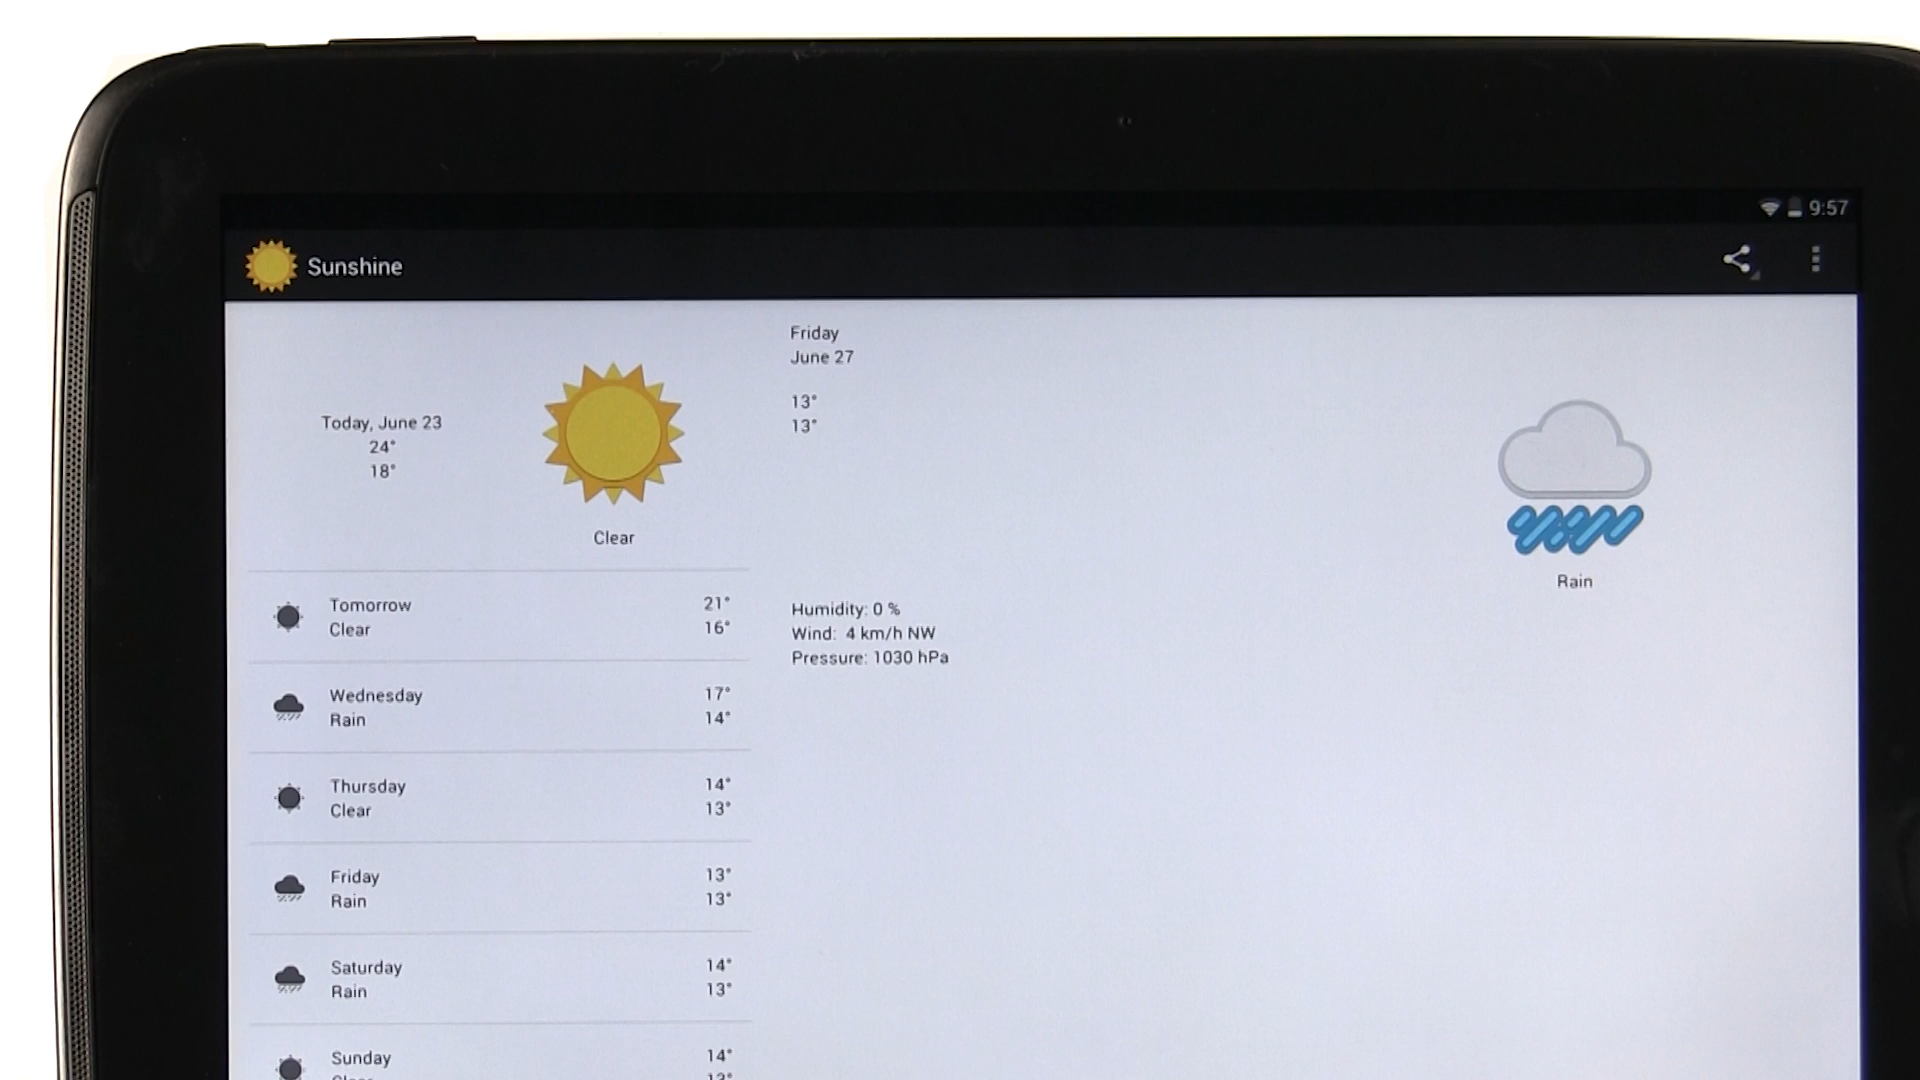 9:57
Sunshine
Today, June 23
24°
18°
Clear
Tomorrow
Clear
21°
16°
Wednesday
Rain
17°
14°
Thursday
Clear
14°
13°
Friday
Rain
13°
13°
Saturday
Rain
14°
13°
Sunday
14°
Friday
June 27
13°
13°
Rain
Humidity: 0 %
Wind: 4 km/h NW
Pressure: 1030 hPa